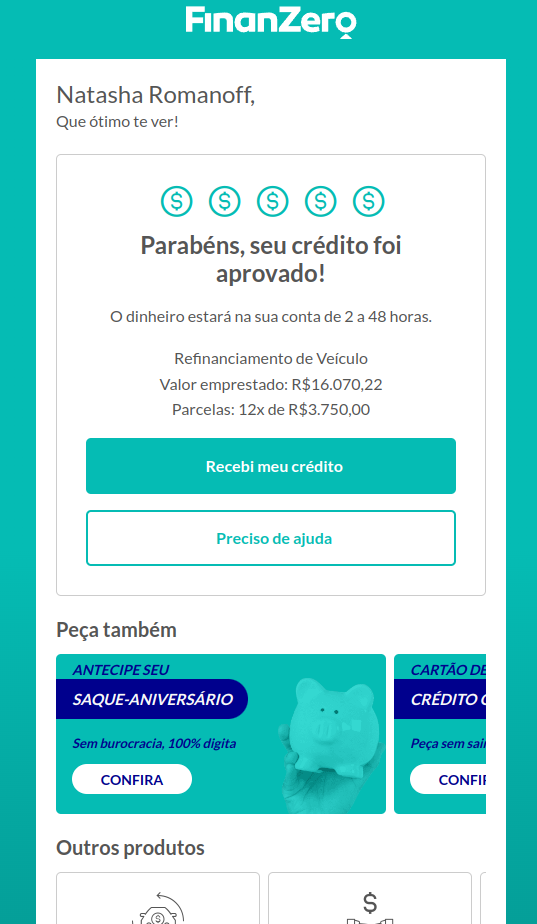 FinanZero
Natasha Romanoff,
Que ótimo te ver!
Parabéns, seu crédito foi
aprovado!
O dinheiro estará na sua conta de 2 a 48 horas.
Refinanciamento de Veículo
Valor emprestado: R$16.070,22
Parcelas: 12x de R$3.750,00
Recebi meu crédito
Preciso de ajuda
Peça também
ANTECIPE SEU
SAQUE-ANIVERSÁRIO
Sem burocracia, 100% digita
CONFIRA
CARTÃO DE
CRÉDITO
Peça sem
Outros produtos